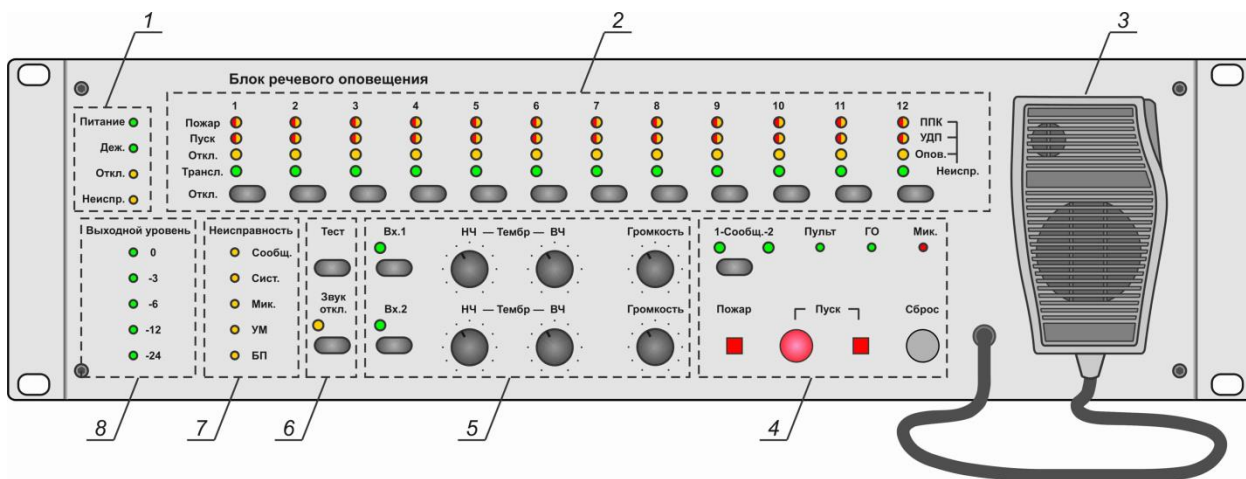 1 2 3
Блок речевого оповещения
1 2 3 4 5 6 7 8 9 10 11 12
Питание
Деж.
Откл.
Неиспр.
Пожар ППК
Пуск УДП
Откл. Опов.
Трансл. Неиспр.
Откл.
Выходной уровень
0
-3
-6
-12
-24
Неисправность
Сообщ.
Сист.
Мик.
УМ
БП
Тест
Звук
откл.
Вх.1 НЧ — Тембр — ВЧ Громкость
Вх.2 НЧ — Тембр — ВЧ Громкость
1-Сообщ.-2 Пульт ГО Мик.
Пожар Пуск Сброс
8 7 6 5 4